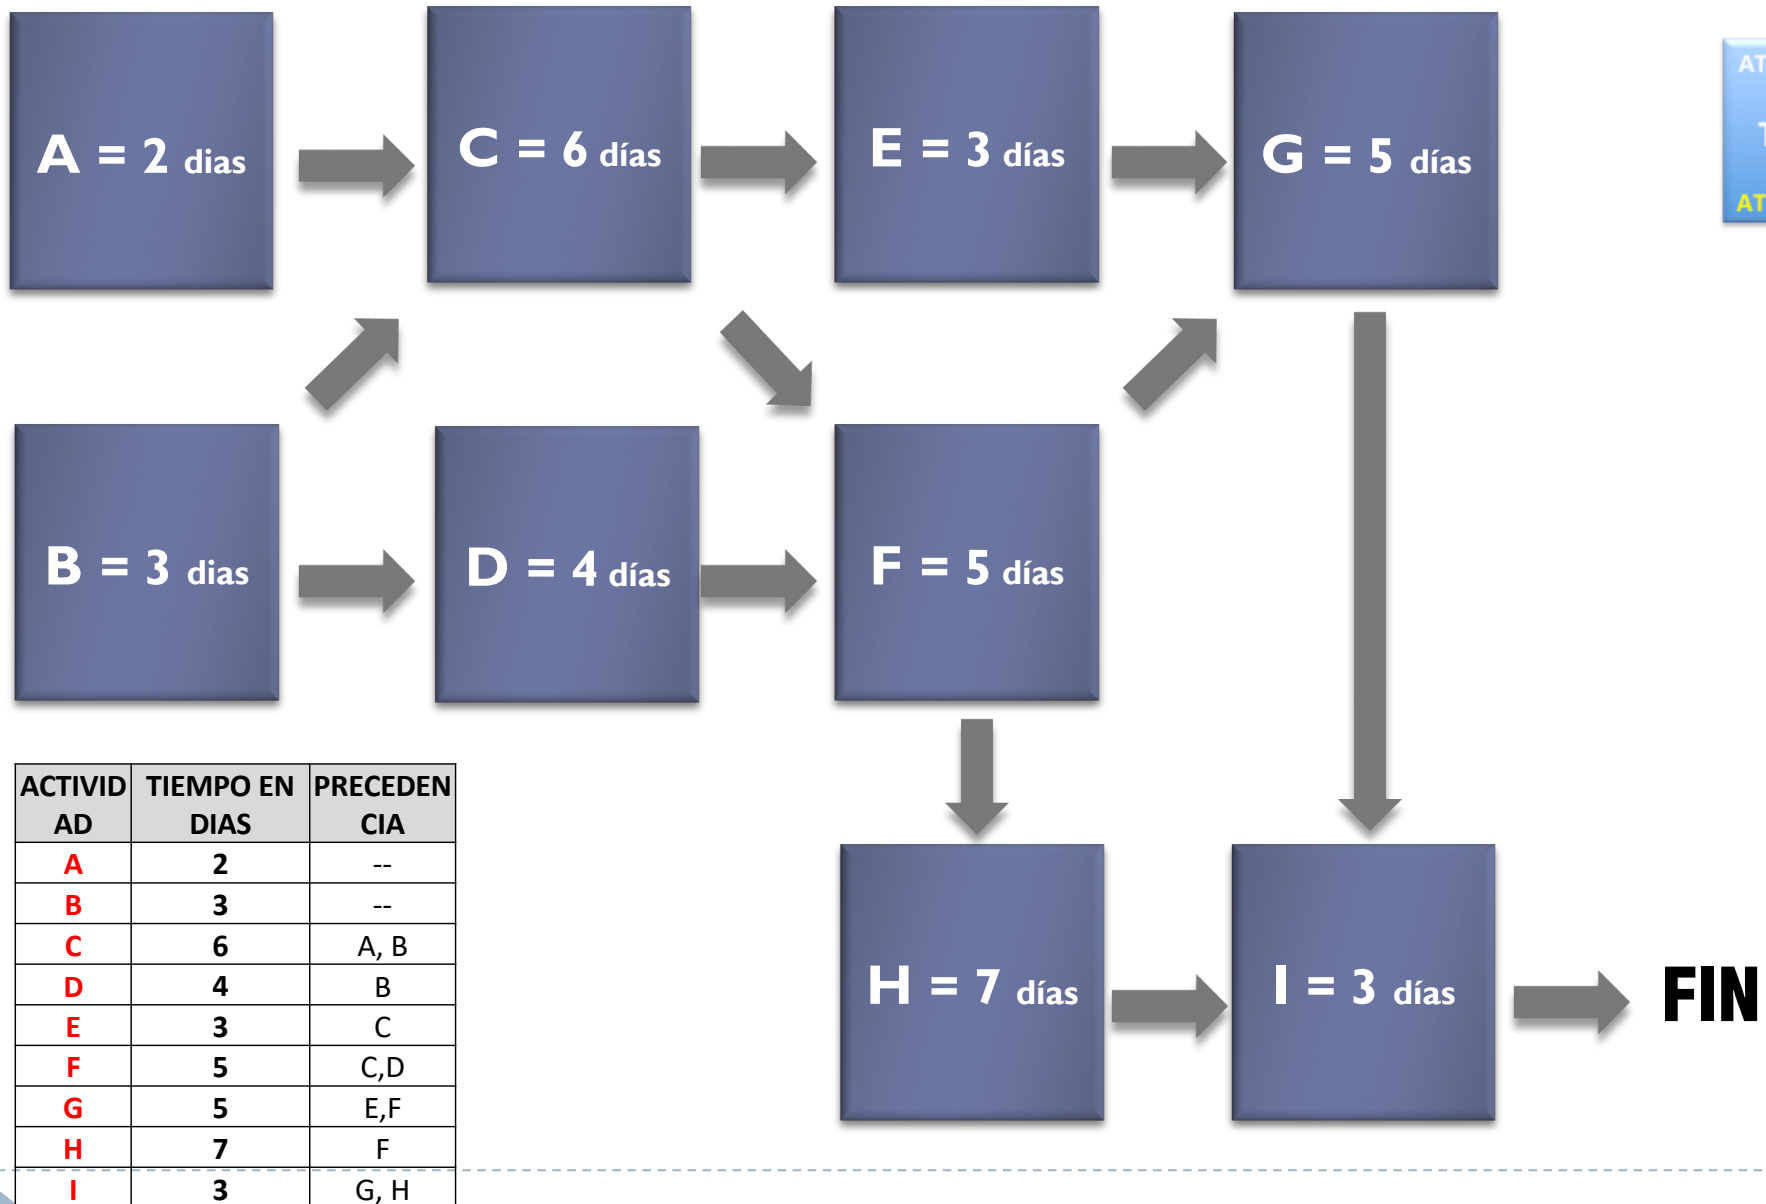 A = 2 dias
C = 6 días
E = 3 días
G = 5 días
AT
T
AT
B = 3 dias
D = 4 días
F = 5 días
ACTIVID
AD
TIEMPO EN
DIAS
PRECEDEN
CIA
A 2 --
B 3 --
C 6 A, B
D 4 B
E 3 C
F 5 C,D
G 5 E,F
H 7 F
I 3 G, H
H = 7 días
I = 3 días
FIN